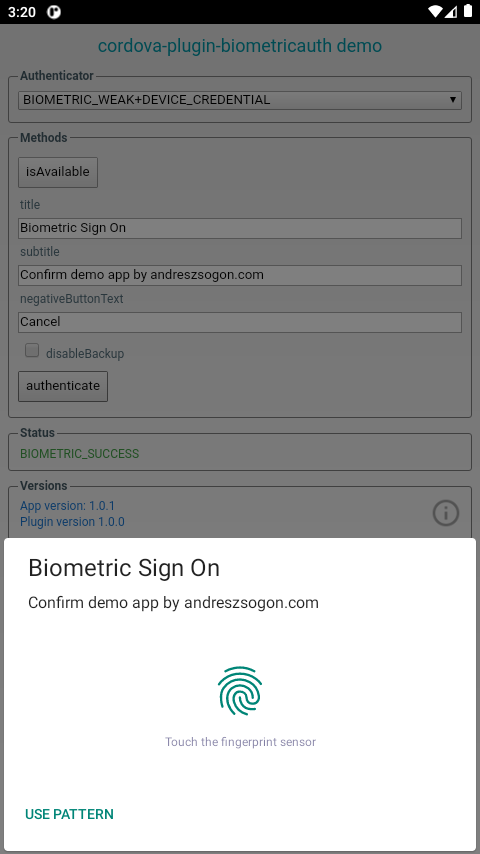 3:20
cordova-plugin-biometricauth demo
Authenticator
BIOMETRIC_WEAK+DEVICE_CREDENTIAL
Methods
isAvailable
title
Biometric Sign On
subtitle
Confirm demo app by andreszsogon.com
negativeButtonText
Cancel
disableBackup
authenticate
Status
BIOMETRIC_SUCCESS
Versions
App version: 1.0.1
Plugin version 1.0.0
Biometric Sign On
Confirm demo app by andreszsogon.com
Touch the fingerprint sensor
USE PATTERN